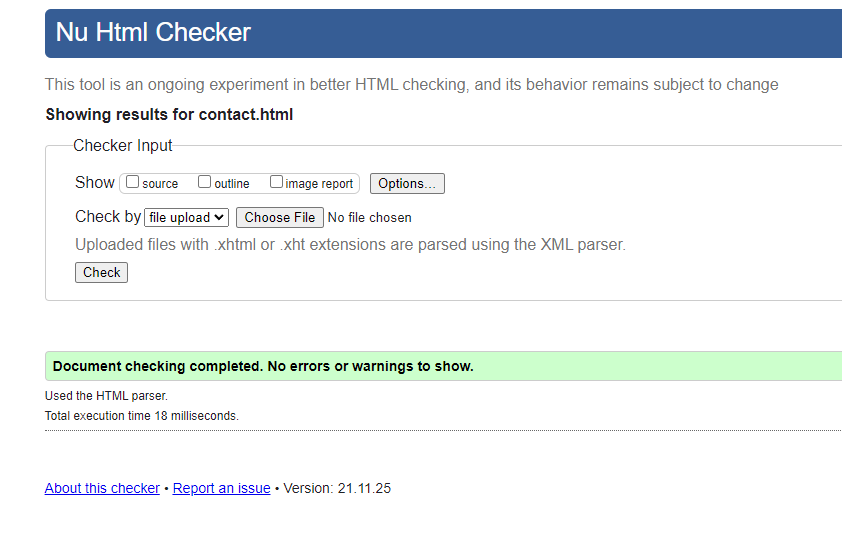 Nu Html Checker
This tool is an ongoing experiment in better HTML checking, and its behavior remains subject to change
Showing results for contact.html
Checker Input
Show source outline image report Options...
Check by file upload Choose File No file chosen
Uploaded files with .xhtml or .xht extensions are parsed using the XML parser.
Check
Document checking completed. No errors or warnings to show.
Used the HTML parser.
Total execution time 18 milliseconds.
About this checker • Report an issue • Version: 21.11.25